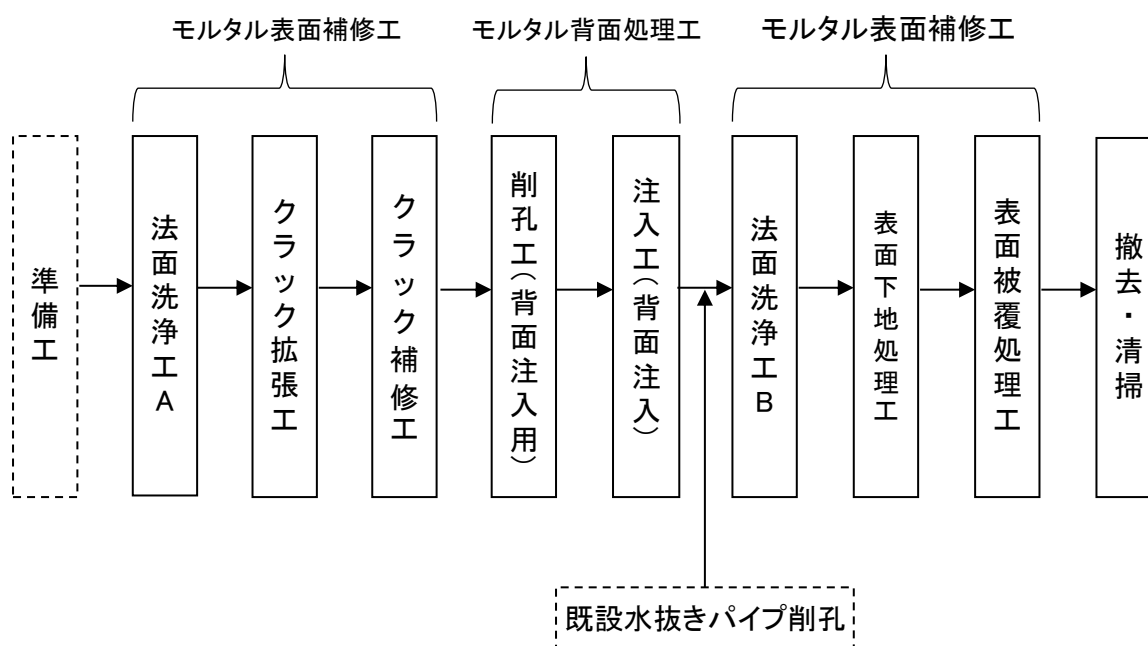 モルタル表面補修工
モルタル背面処理工
モルタル表面補修工
準備工
法面洗浄工A
クラック拡張工
クラック補修工
削孔工（背面注入用）
注入工（背面注入）
法面洗浄工B
表面下地処理工
表面被覆処理工
撤去・清掃
既設水抜きパイプ削孔